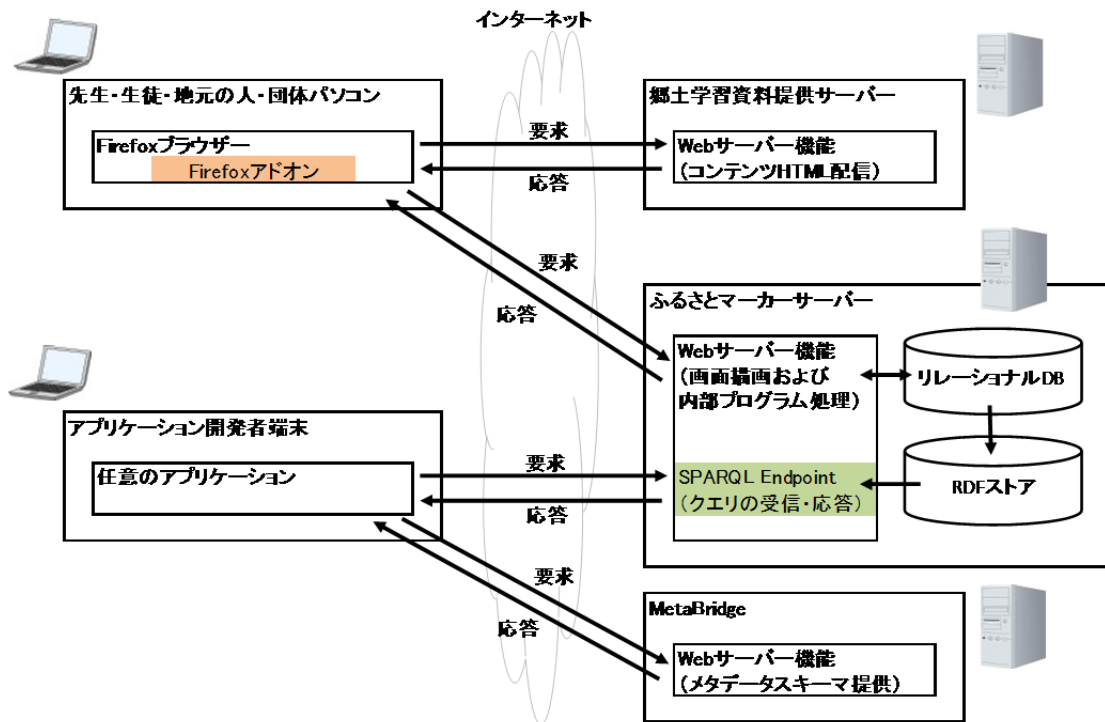 インターネット
先生・生徒・地元の人・団体パソコン
Firefoxブラウザー
Firefoxアドオン
要求
応答
郷土学習資料提供サーバー
Webサーバー機能
（コンテンツHTML配信）
要求
応答
ふるさとマーカーサーバー
Webサーバー機能
（画面描画および
内部プログラム処理）
リレーショナルDB
SPARQL Endpoint
（クエリの受信・応答）
RDFストア
アプリケーション開発者端末
任意のアプリケーション
要求
応答
要求
応答
MetaBridge
Webサーバー機能
（メタデータスキーマ提供）